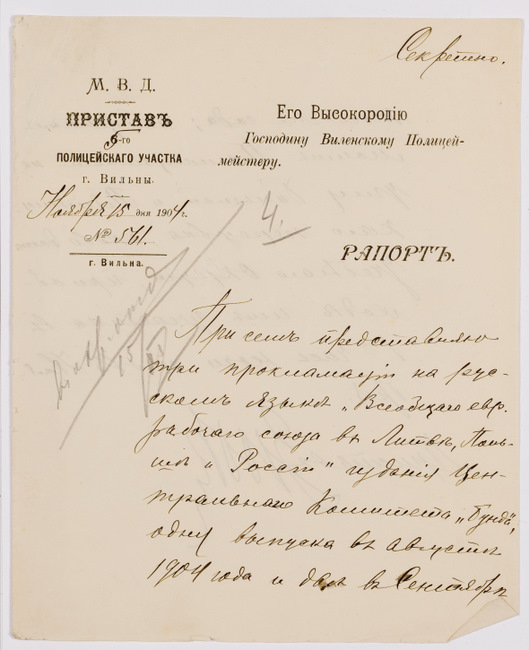 Секретно.
М. В. Д.
ПРИСТАВЪ
5-го
ПОЛИЦЕЙСКАГО УЧАСТКА
г. Вильны.
Ноября 15 дня 1904 г.
№ 561.
г. Вильна.
Его Высокородію
Господину Виленскому Полицей-
мейстеру.
4.
РАПОРТЪ.
15
При семъ представляю
три прокламаціи на рус-
скомъ языкѣ „Всеобщаго евр.
рабочаго союза въ Литвѣ, Поль-
шѣ и Россіи" изданія Цен-
тральнаго Комитета „Бунда",
одну выпуска въ августѣ
1904 года и двѣ въ Сентябрѣ